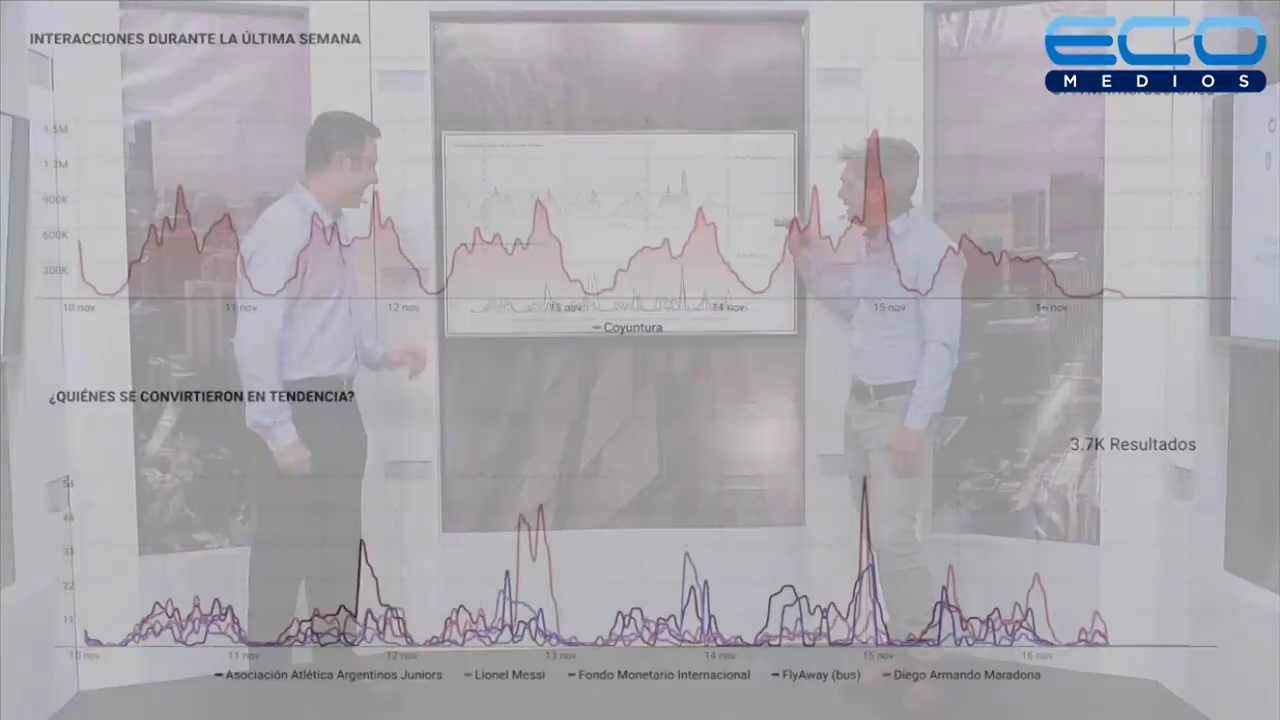 INTERACCIONES DURANTE LA ÚLTIMA SEMANA
ECO
MEDIOS
1.5M
1.2M
900K
600K
300K
10 nov
11 nov
12 nov
13 nov
14 nov
15 nov
16 nov
Coyuntura
¿QUIÉNES SE CONVIRTIERON EN TENDENCIA?
3.7K Resultados
11
10 nov
11 nov
12 nov
13 nov
14 nov
15 nov
16 nov
Asociación Atlética Argentinos Juniors
Lionel Messi
Fondo Monetario Internacional
FlyAway (bus)
Diego Armando Maradona